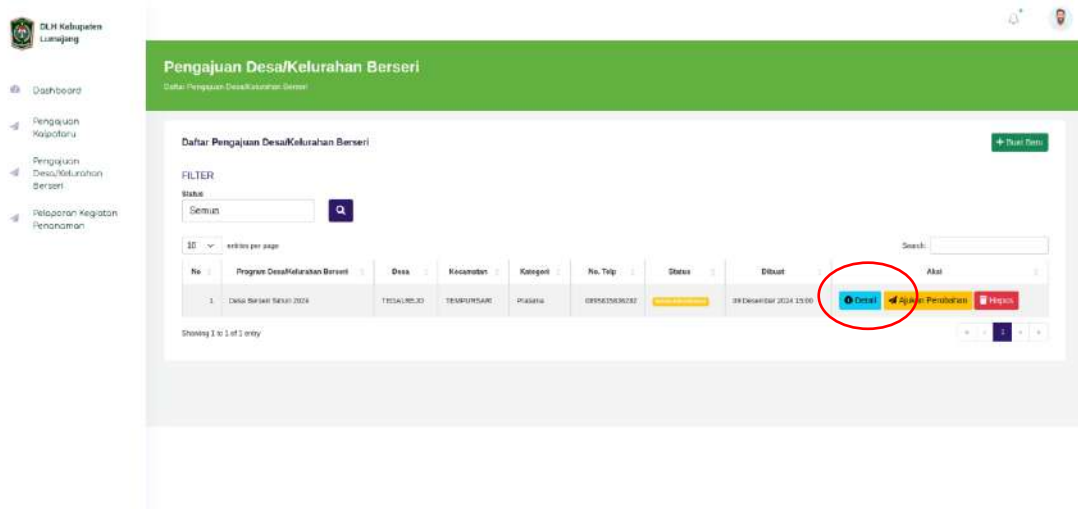 DLH Kabupaten
Lumajang
Pengajuan Desa/Kelurahan Berseri
Daftar Pengajuan Desa/Kelurahan Berseri
Dashboard
Pengajuan
Kalpataru
Pengajuan
Desa/Kelurahan
Berseri
Pelaporan Kegiatan
Penanaman
Daftar Pengajuan Desa/Kelurahan Berseri
+ Buat Baru
FILTER
Status
Semua
10 entries per page
Search:
No Program Desa/Kelurahan Berseri Desa Kecamatan Kategori No. Telp Status Dibuat Aksi
1 Desa Berseri Tahun 2024 TEGALREJO TEMPURSARI Pratama 09 Desember 2024 15:00 Detail Ajukan Perubahan Hapus
Showing 1 to 1 of 1 entry
« ‹ 1 › »